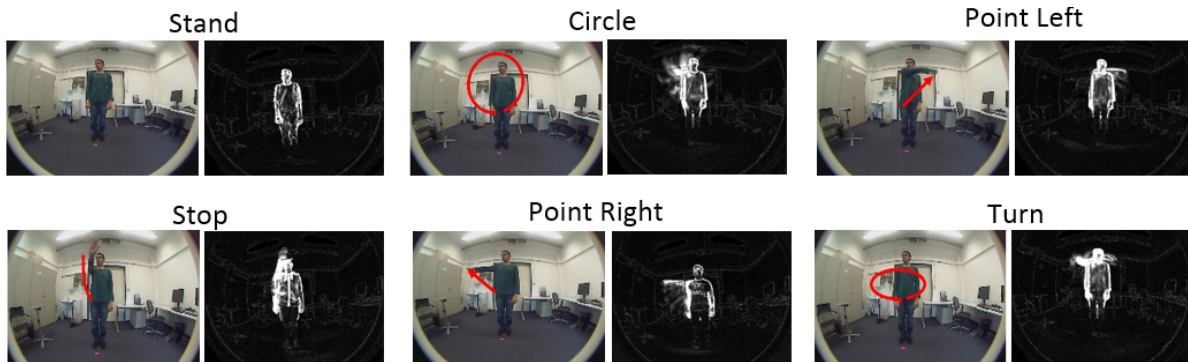 Stand
Circle
Point Left
Stop
Point Right
Turn